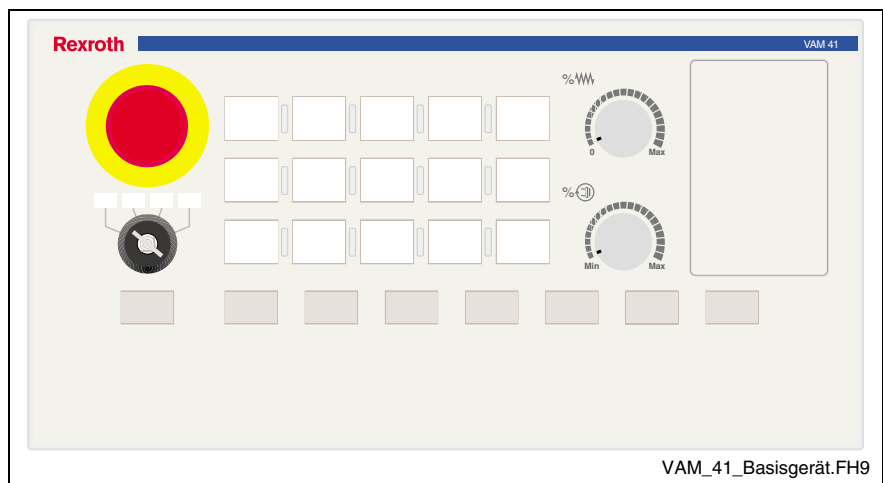 Rexroth
VAM 41
%
0 Max
%
Min Max
VAM_41_Basisgerät.FH9